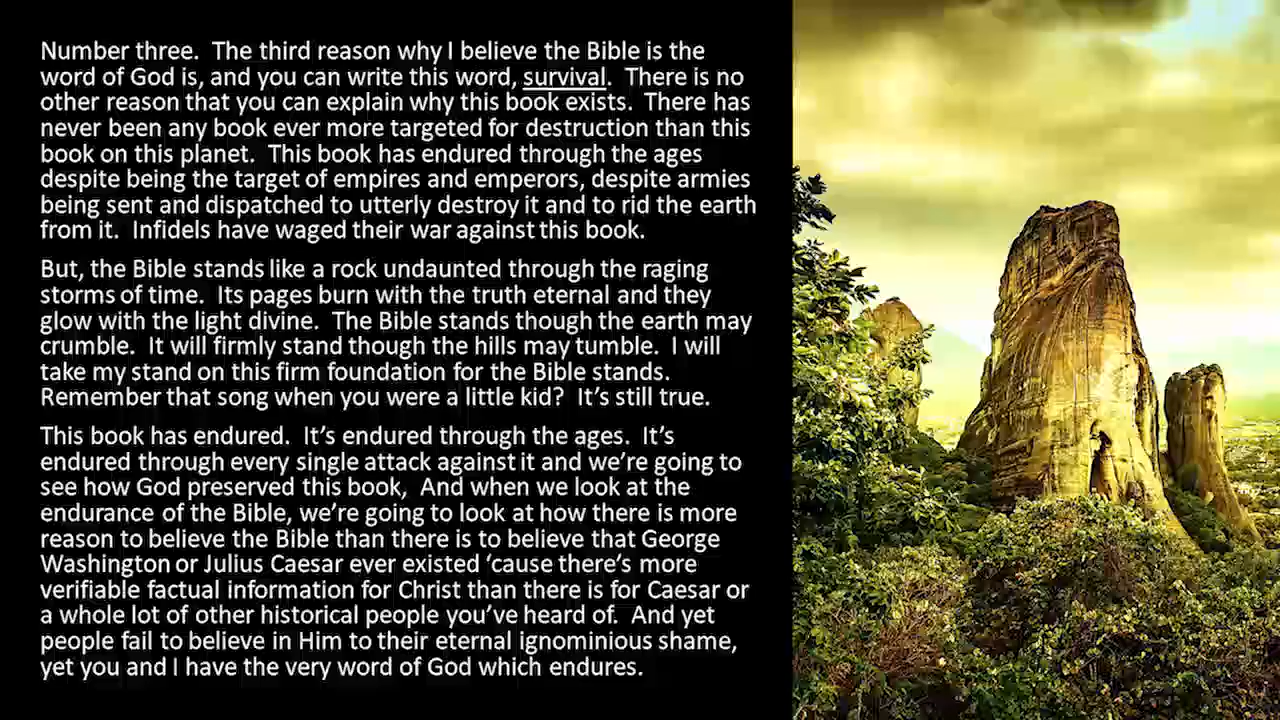 Number three.  The third reason why I believe the Bible is the
word of God is, and you can write this word, survival.  There is no
other reason that you can explain why this book exists.  There has
never been any book ever more targeted for destruction than this
book on this planet.  This book has endured through the ages
despite being the target of empires and emperors, despite armies
being sent and dispatched to utterly destroy it and to rid the earth
from it.  Infidels have waged their war against this book.
But, the Bible stands like a rock undaunted through the raging
storms of time.  Its pages burn with the truth eternal and they
glow with the light divine.  The Bible stands though the earth may
crumble.  It will firmly stand though the hills may tumble.  I will
take my stand on this firm foundation for the Bible stands.
Remember that song when you were a little kid?  It’s still true.
This book has endured.  It’s endured through the ages.  It’s
endured through every single attack against it and we’re going to
see how God preserved this book,  And when we look at the
endurance of the Bible, we’re going to look at how there is more
reason to believe the Bible than there is to believe that George
Washington or Julius Caesar ever existed ‘cause there’s more
verifiable factual information for Christ than there is for Caesar or
a whole lot of other historical people you’ve heard of.  And yet
people fail to believe in Him to their eternal ignominious shame,
yet you and I have the very word of God which endures.